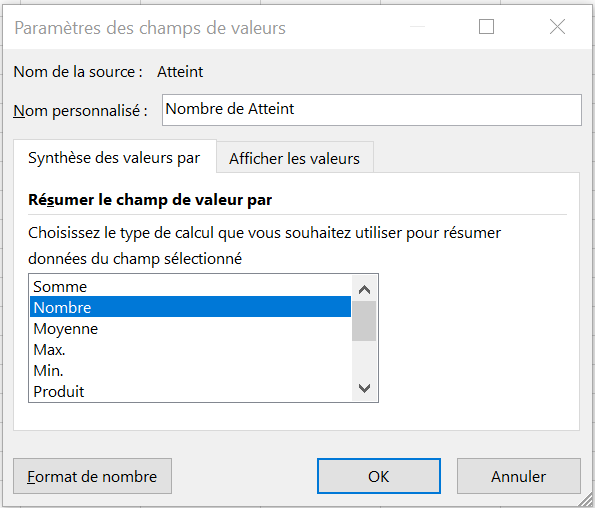 Paramètres des champs de valeurs
Nom de la source : Atteint
Nom personnalisé : Nombre de Atteint
Synthèse des valeurs par Afficher les valeurs
Résumer le champ de valeur par
Choisissez le type de calcul que vous souhaitez utiliser pour résumer
données du champ sélectionné
Somme
Nombre
Moyenne
Max.
Min.
Produit
Format de nombre OK Annuler